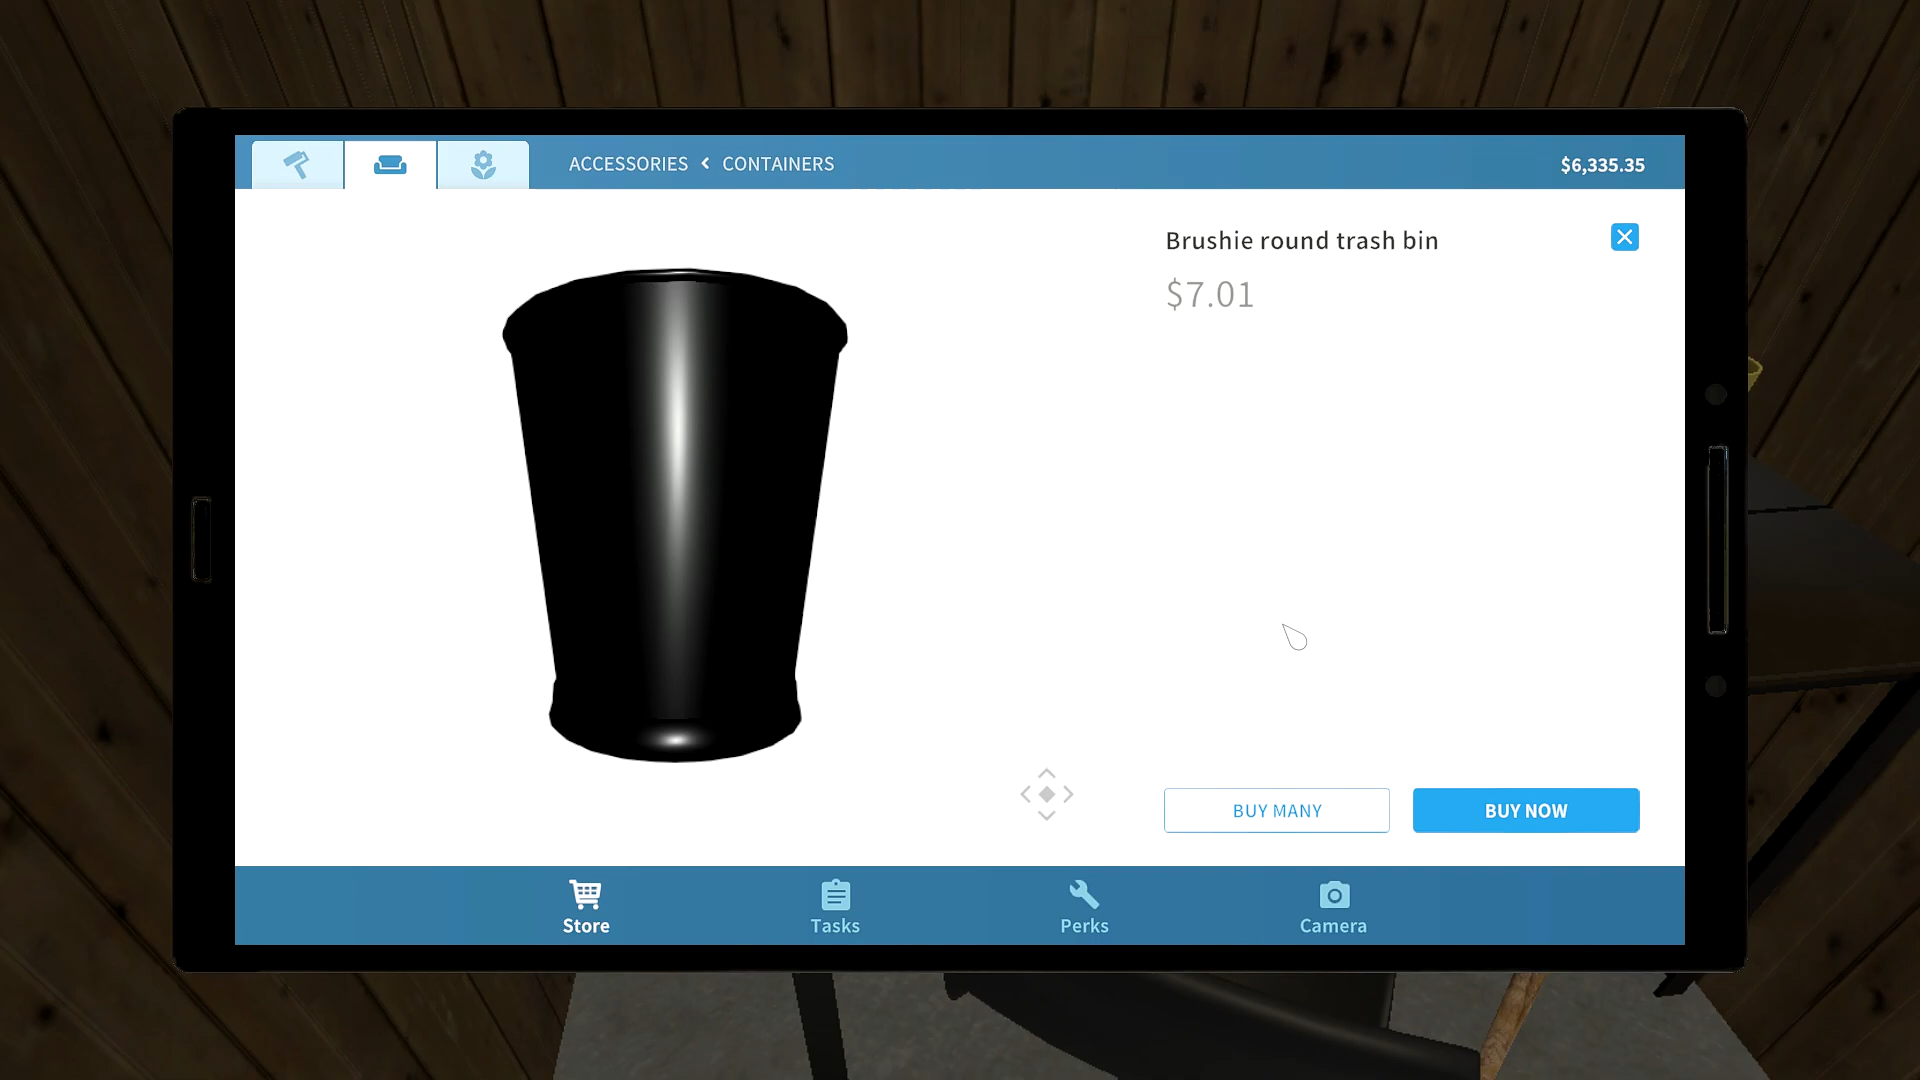 ACCESSORIES < CONTAINERS
$6,335.35
Brushie round trash bin
$7.01
BUY MANY
BUY NOW
Store
Tasks
Perks
Camera